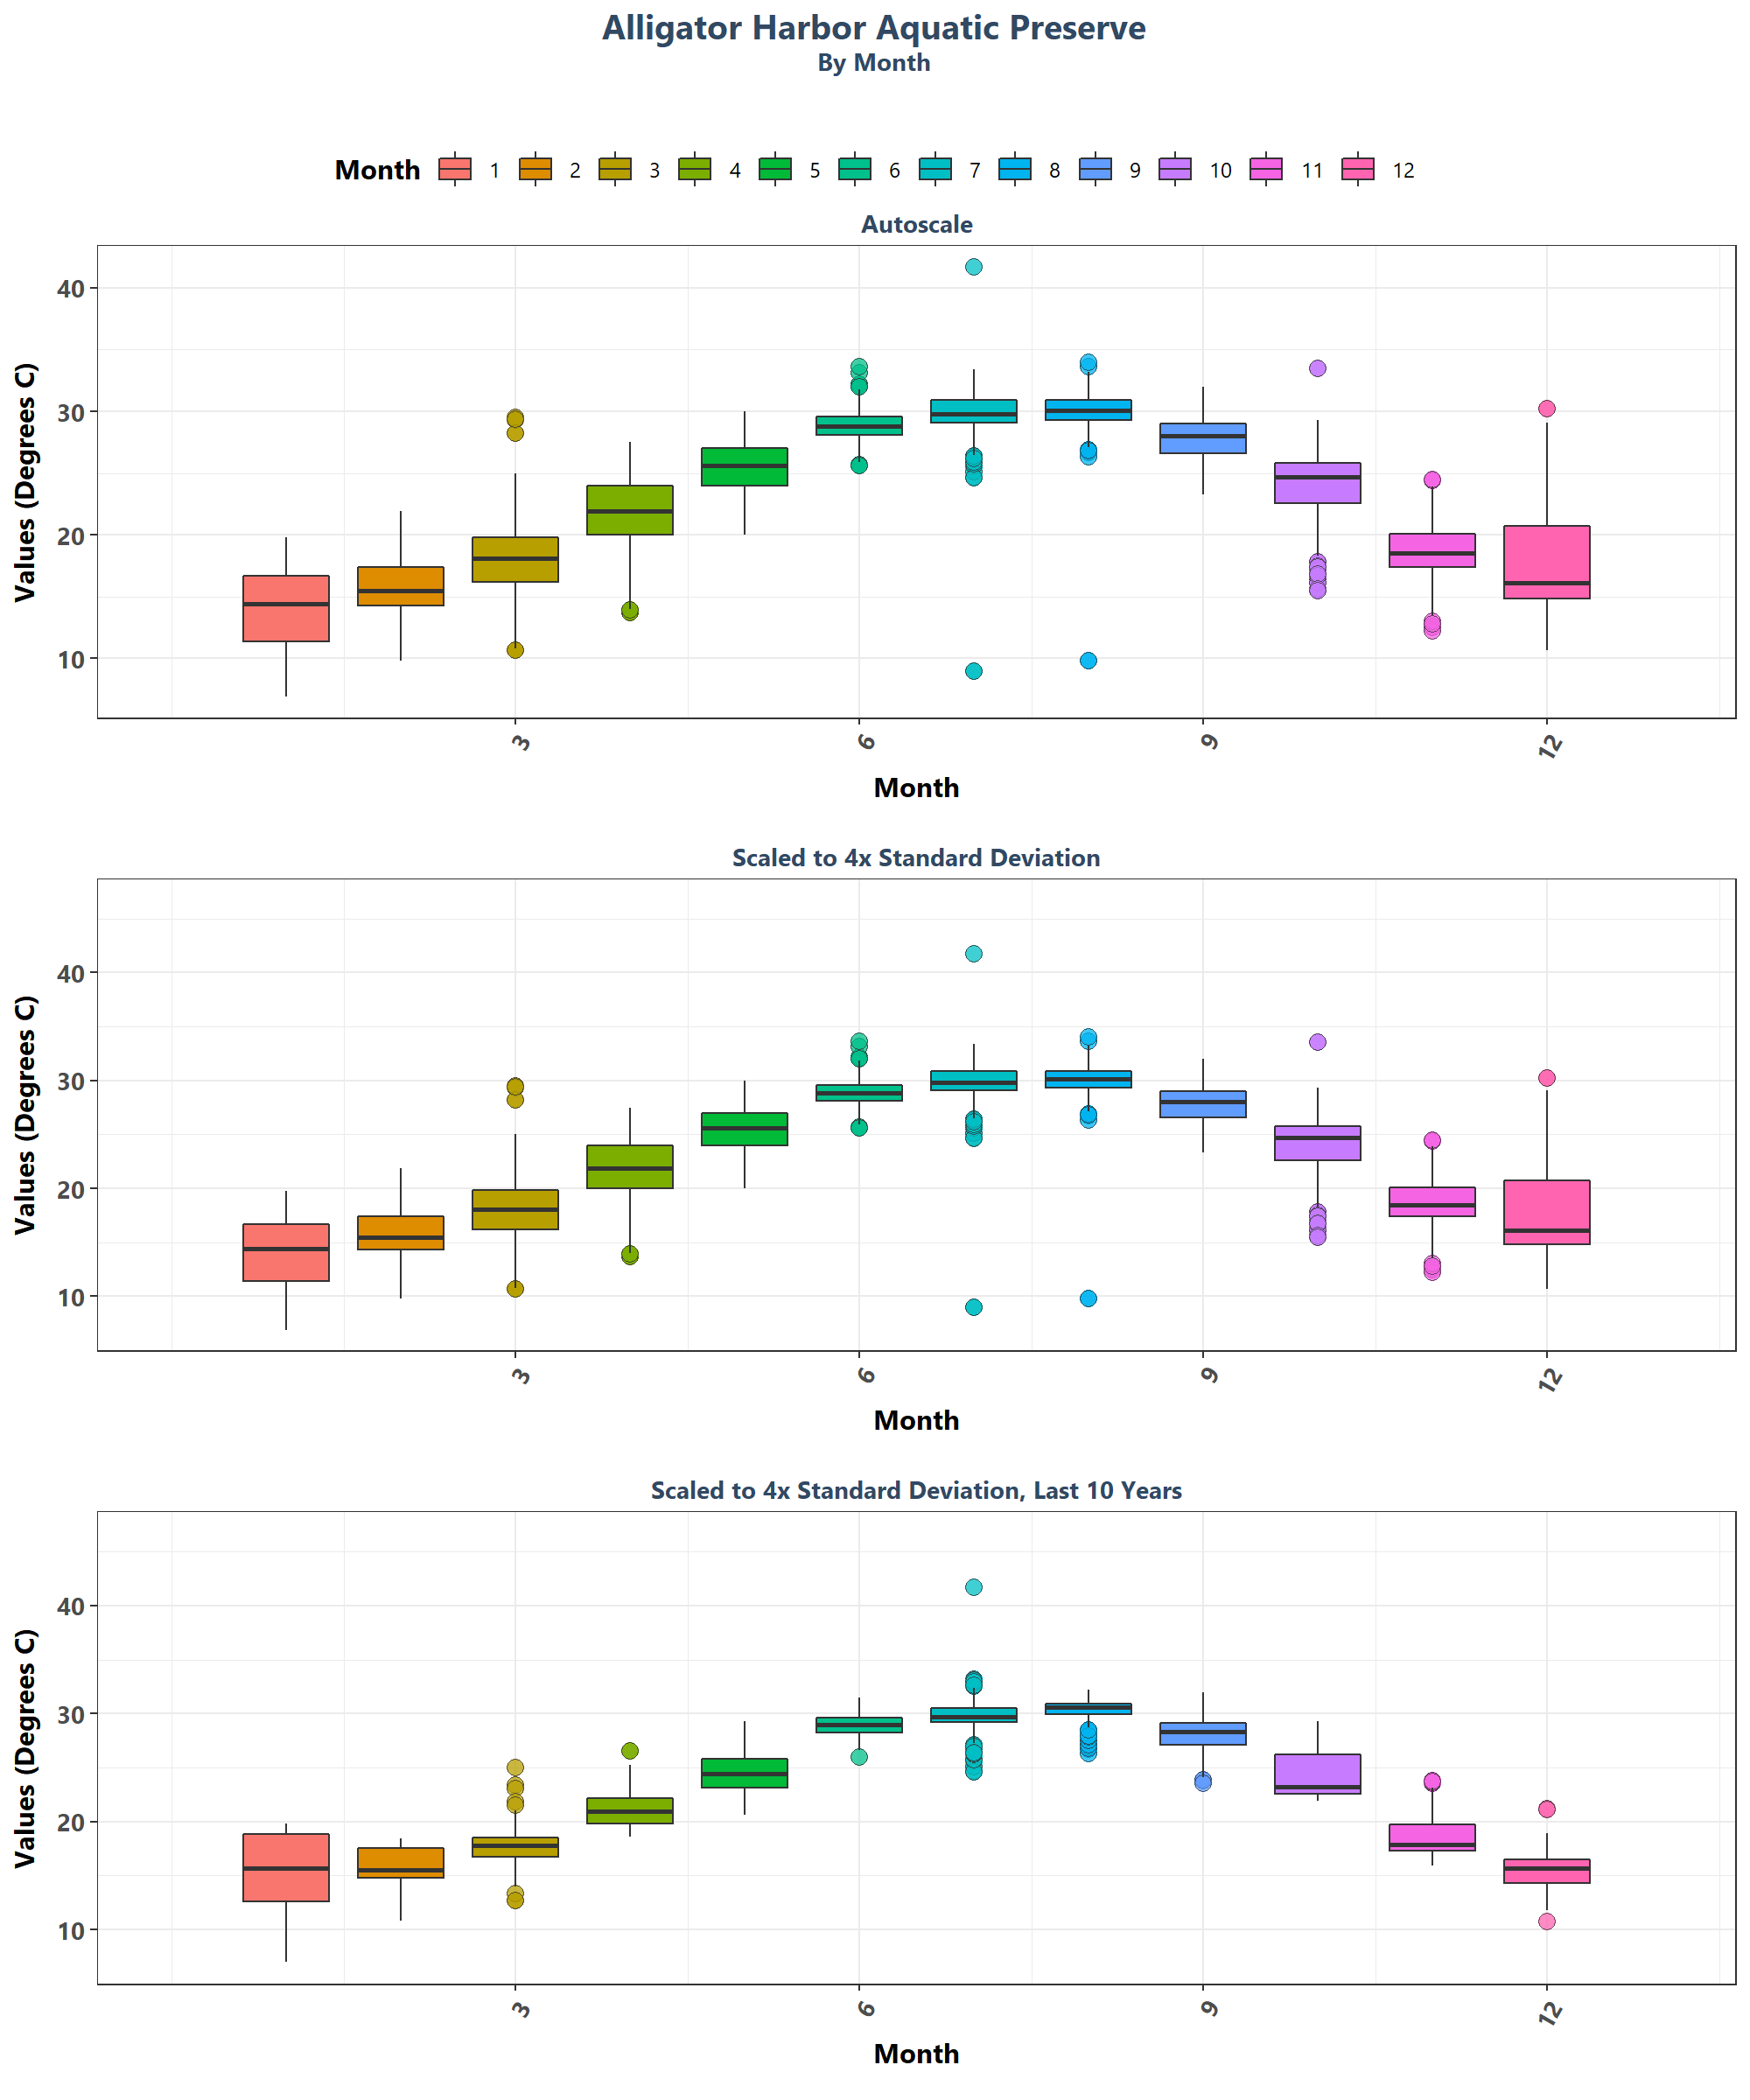 Alligator Harbor Aquatic Preserve
By Month
Month 1 2 3 4 5 6 7 8 9 10 11 12
Autoscale
Values (Degrees C)
40
30
20
10
3 6 9 12
Month
Scaled to 4x Standard Deviation
Values (Degrees C)
40
30
20
10
3 6 9 12
Month
Scaled to 4x Standard Deviation, Last 10 Years
Values (Degrees C)
40
30
20
10
3 6 9 12
Month